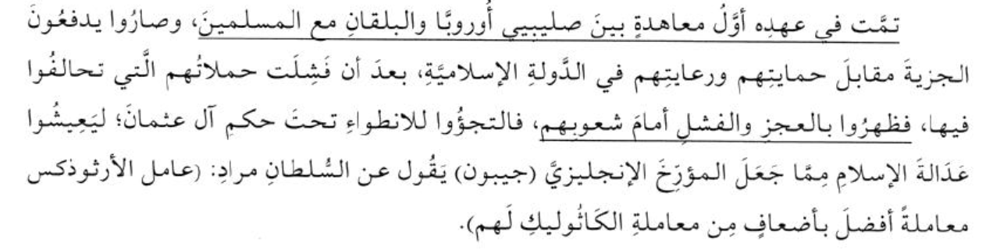 تمَّت في عهدِه أوَّلُ معاهدةٍ بينَ صليبيي أُوروبَّا والبلقانِ مع المسلمينَ، وصارُوا يدفعُونَ
الجزيةَ مقابلَ حمايتِهم ورعايتِهم في الدَّولةِ الإسلاميَّةِ، بعدَ أن فَشِلَت حملاتُهم الَّتي تحالفُوا
فيها، فظهرُوا بالعجزِ والفشلِ أمامَ شعوبِهم، فالتجؤُوا للانطواءِ تحتَ حكمِ آل عثمانَ؛ ليَعِيشُوا
عَدَالةَ الإسلامِ مِمَّا جَعَلَ المؤرِّخَ الإنجليزيَّ (جيبون) يَقُول عن السُّلطانِ مرادِ: (عامل الأرثوذكس
معاملةً أفضلَ بأضعافٍ مِن معاملةِ الكَاثُوليكِ لَهم).